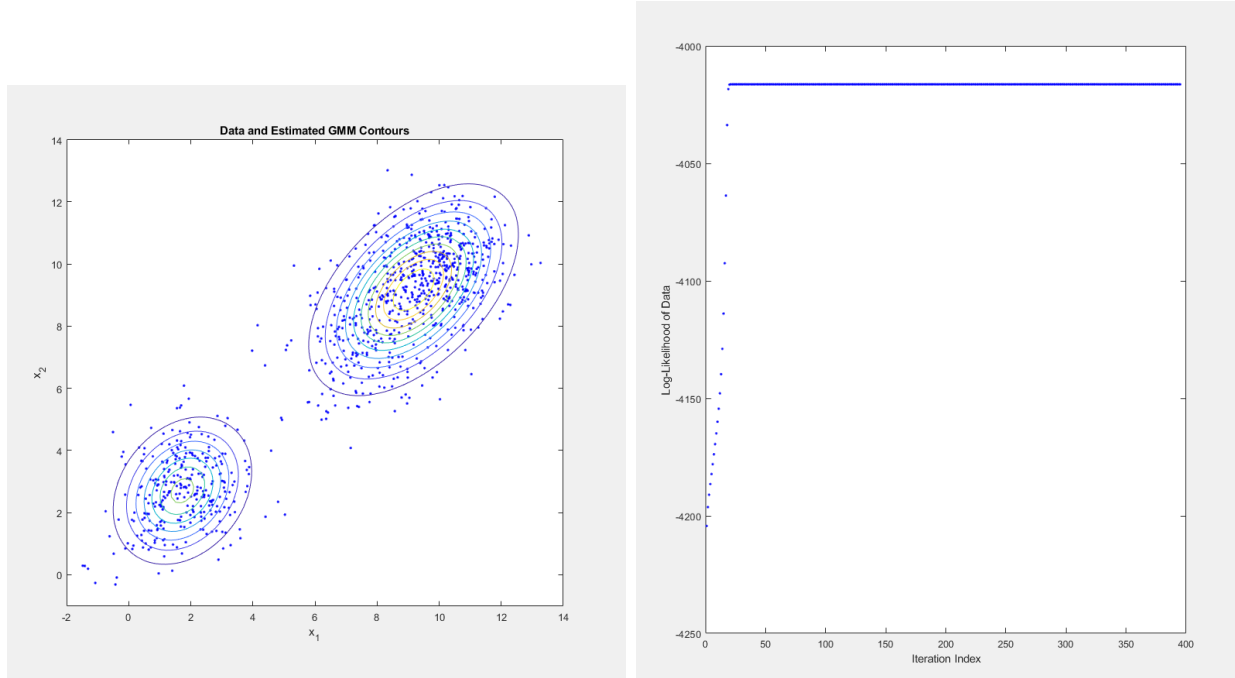 Data and Estimated GMM Contours
14
12
10
8
6
4
2
0
x_2
-2 0 2 4 6 8 10 12 14
x_1
-4000
-4050
-4100
-4150
-4200
-4250
Log-Likelihood of Data
0 50 100 150 200 250 300 350 400
Iteration Index